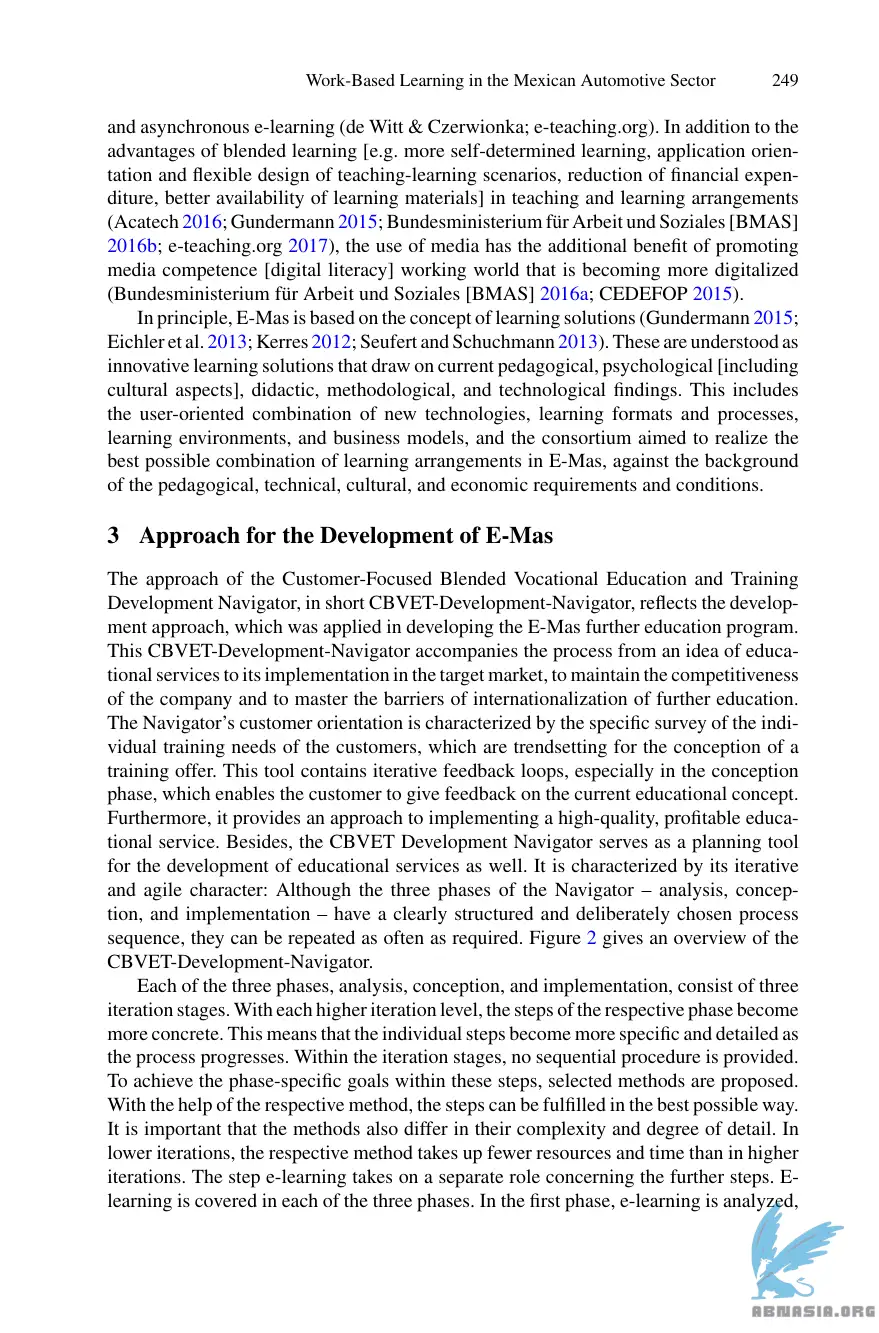 Work-Based Learning in the Mexican Automotive Sector 249
and asynchronous e-learning (de Witt & Czerwionka; e-teaching.org). In addition to the
advantages of blended learning [e.g. more self-determined learning, application orien-
tation and flexible design of teaching-learning scenarios, reduction of financial expen-
diture, better availability of learning materials] in teaching and learning arrangements
(Acatech 2016; Gundermann 2015; Bundesministerium für Arbeit und Soziales [BMAS]
2016b; e-teaching.org 2017), the use of media has the additional benefit of promoting
media competence [digital literacy] working world that is becoming more digitalized
(Bundesministerium für Arbeit und Soziales [BMAS] 2016a; CEDEFOP 2015).
In principle, E-Mas is based on the concept of learning solutions (Gundermann 2015;
Eichler et al. 2013; Kerres 2012; Seufert and Schuchmann 2013). These are understood as
innovative learning solutions that draw on current pedagogical, psychological [including
cultural aspects], didactic, methodological, and technological findings. This includes
the user-oriented combination of new technologies, learning formats and processes,
learning environments, and business models, and the consortium aimed to realize the
best possible combination of learning arrangements in E-Mas, against the background
of the pedagogical, technical, cultural, and economic requirements and conditions.
3 Approach for the Development of E-Mas
The approach of the Customer-Focused Blended Vocational Education and Training
Development Navigator, in short CBVET-Development-Navigator, reflects the develop-
ment approach, which was applied in developing the E-Mas further education program.
This CBVET-Development-Navigator accompanies the process from an idea of educa-
tional services to its implementation in the target market, to maintain the competitiveness
of the company and to master the barriers of internationalization of further education.
The Navigator's customer orientation is characterized by the specific survey of the indi-
vidual training needs of the customers, which are trendsetting for the conception of a
training offer. This tool contains iterative feedback loops, especially in the conception
phase, which enables the customer to give feedback on the current educational concept.
Furthermore, it provides an approach to implementing a high-quality, profitable educa-
tional service. Besides, the CBVET Development Navigator serves as a planning tool
for the development of educational services as well. It is characterized by its iterative
and agile character: Although the three phases of the Navigator – analysis, concep-
tion, and implementation – have a clearly structured and deliberately chosen process
sequence, they can be repeated as often as required. Figure 2 gives an overview of the
CBVET-Development-Navigator.
Each of the three phases, analysis, conception, and implementation, consist of three
iteration stages. With each higher iteration level, the steps of the respective phase become
more concrete. This means that the individual steps become more specific and detailed as
the process progresses. Within the iteration stages, no sequential procedure is provided.
To achieve the phase-specific goals within these steps, selected methods are proposed.
With the help of the respective method, the steps can be fulfilled in the best possible way.
It is important that the methods also differ in their complexity and degree of detail. In
lower iterations, the respective method takes up fewer resources and time than in higher
iterations. The step e-learning takes on a separate role concerning the further steps. E-
learning is covered in each of the three phases. In the first phase, e-learning is analyzed,
ABNASIA.ORG